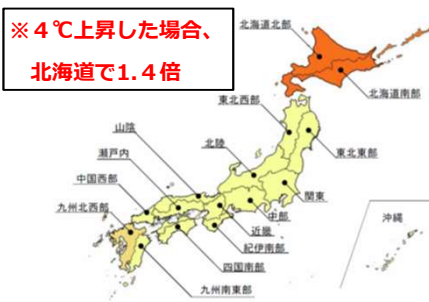 ※４℃上昇した場合、
北海道で1.４倍
北海道北部
北海道南部
東北西部
東北東部
山陰
北陸
瀬戸内
中国西部
関東
九州北西部
中部
沖縄
近畿
紀伊南部
四国南部
九州南東部